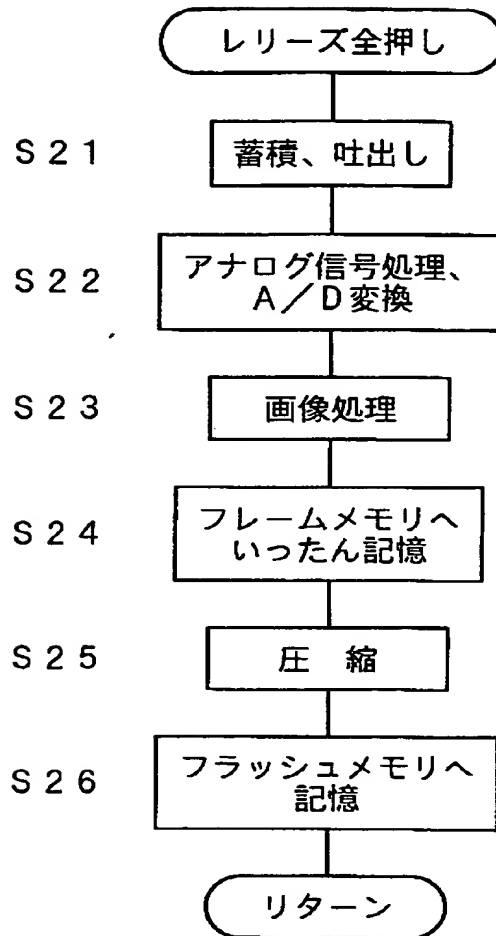 レリーズ全押し
S21 蓄積、吐出し
S22 アナログ信号処理、
A/D変換
S23 画像処理
S24 フレームメモリへ
いったん記憶
S25 圧 縮
S26 フラッシュメモリへ
記憶
リターン